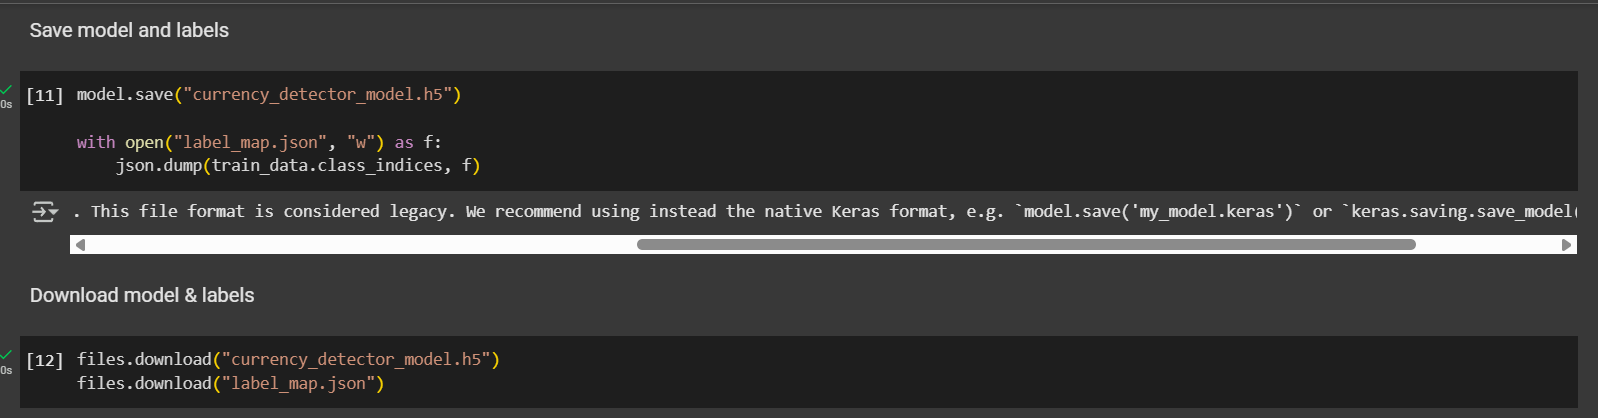 Save model and labels
0s
[11] model.save("currency_detector_model.h5")
with open("label_map.json", "w") as f:
    json.dump(train_data.class_indices, f)
. This file format is considered legacy. We recommend using instead the native Keras format, e.g. `model.save('my_model.keras')` or `keras.saving.save_model(
Download model & labels
0s
[12] files.download("currency_detector_model.h5")
files.download("label_map.json")